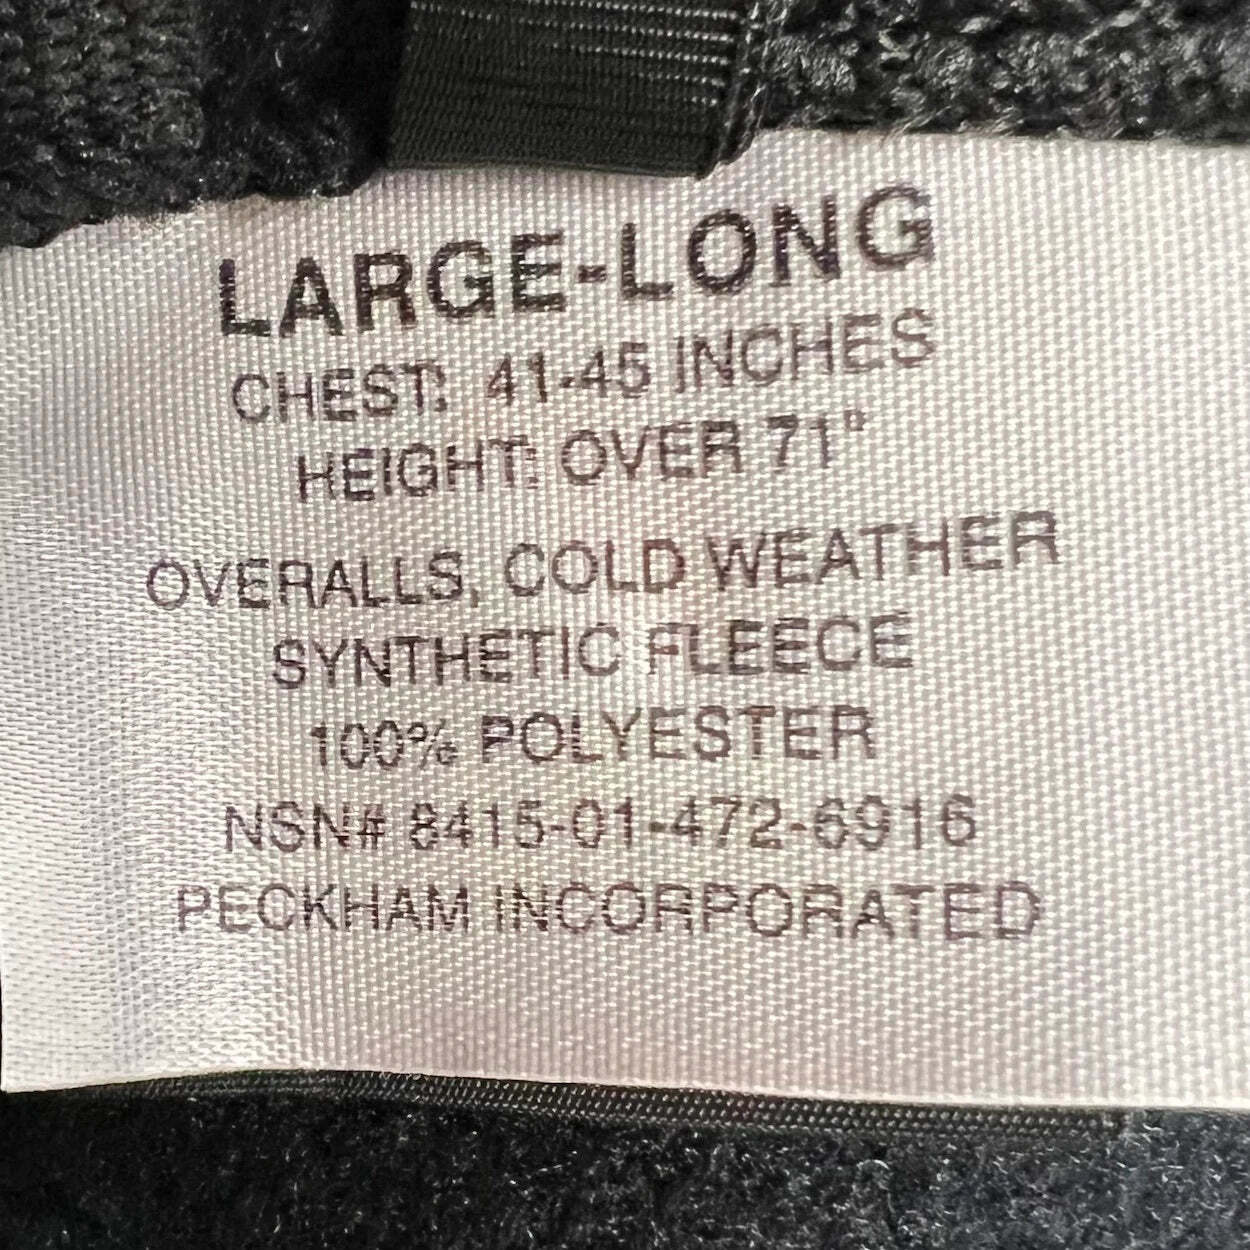 LARGE-LONG
CHEST: 41-45 INCHES
HEIGHT: OVER 71"
OVERALLS, COLD WEATHER
SYNTHETIC FLEECE
100% POLYESTER
NSN# 8415-01-472-6916
PECKHAM INCORPORATED